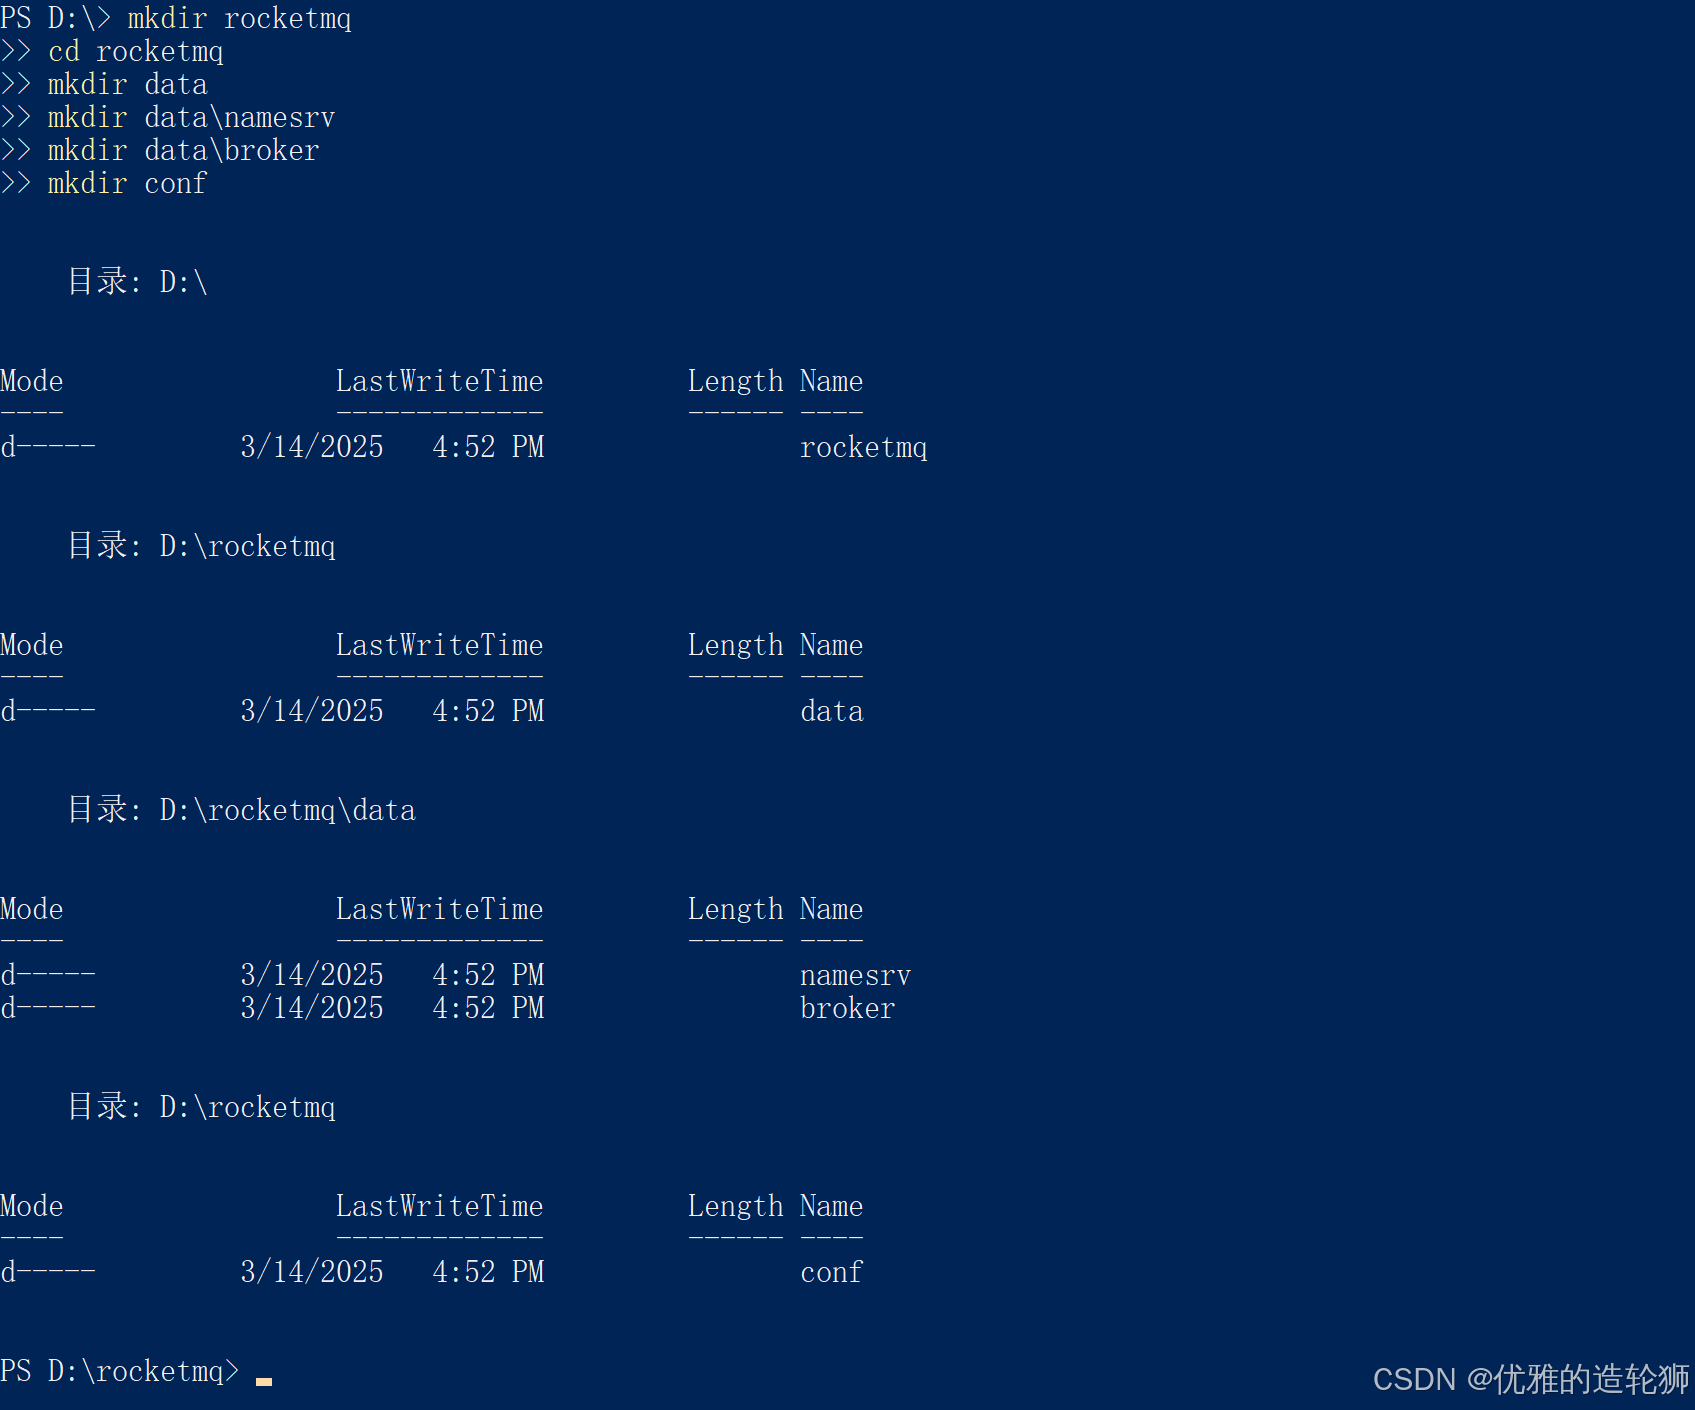 PS D:\> mkdir rocketmq
>> cd rocketmq
>> mkdir data
>> mkdir data\namesrv
>> mkdir data\broker
>> mkdir conf
目录: D:\
Mode                 LastWriteTime         Length Name
----                 -------------         ------ ----
d-----         3/14/2025   4:52 PM                rocketmq
目录: D:\rocketmq
Mode                 LastWriteTime         Length Name
----                 -------------         ------ ----
d-----         3/14/2025   4:52 PM                data
目录: D:\rocketmq\data
Mode                 LastWriteTime         Length Name
----                 -------------         ------ ----
d-----         3/14/2025   4:52 PM                namesrv
d-----         3/14/2025   4:52 PM                broker
目录: D:\rocketmq
Mode                 LastWriteTime         Length Name
----                 -------------         ------ ----
d-----         3/14/2025   4:52 PM                conf
PS D:\rocketmq>
CSDN @优雅的造轮狮